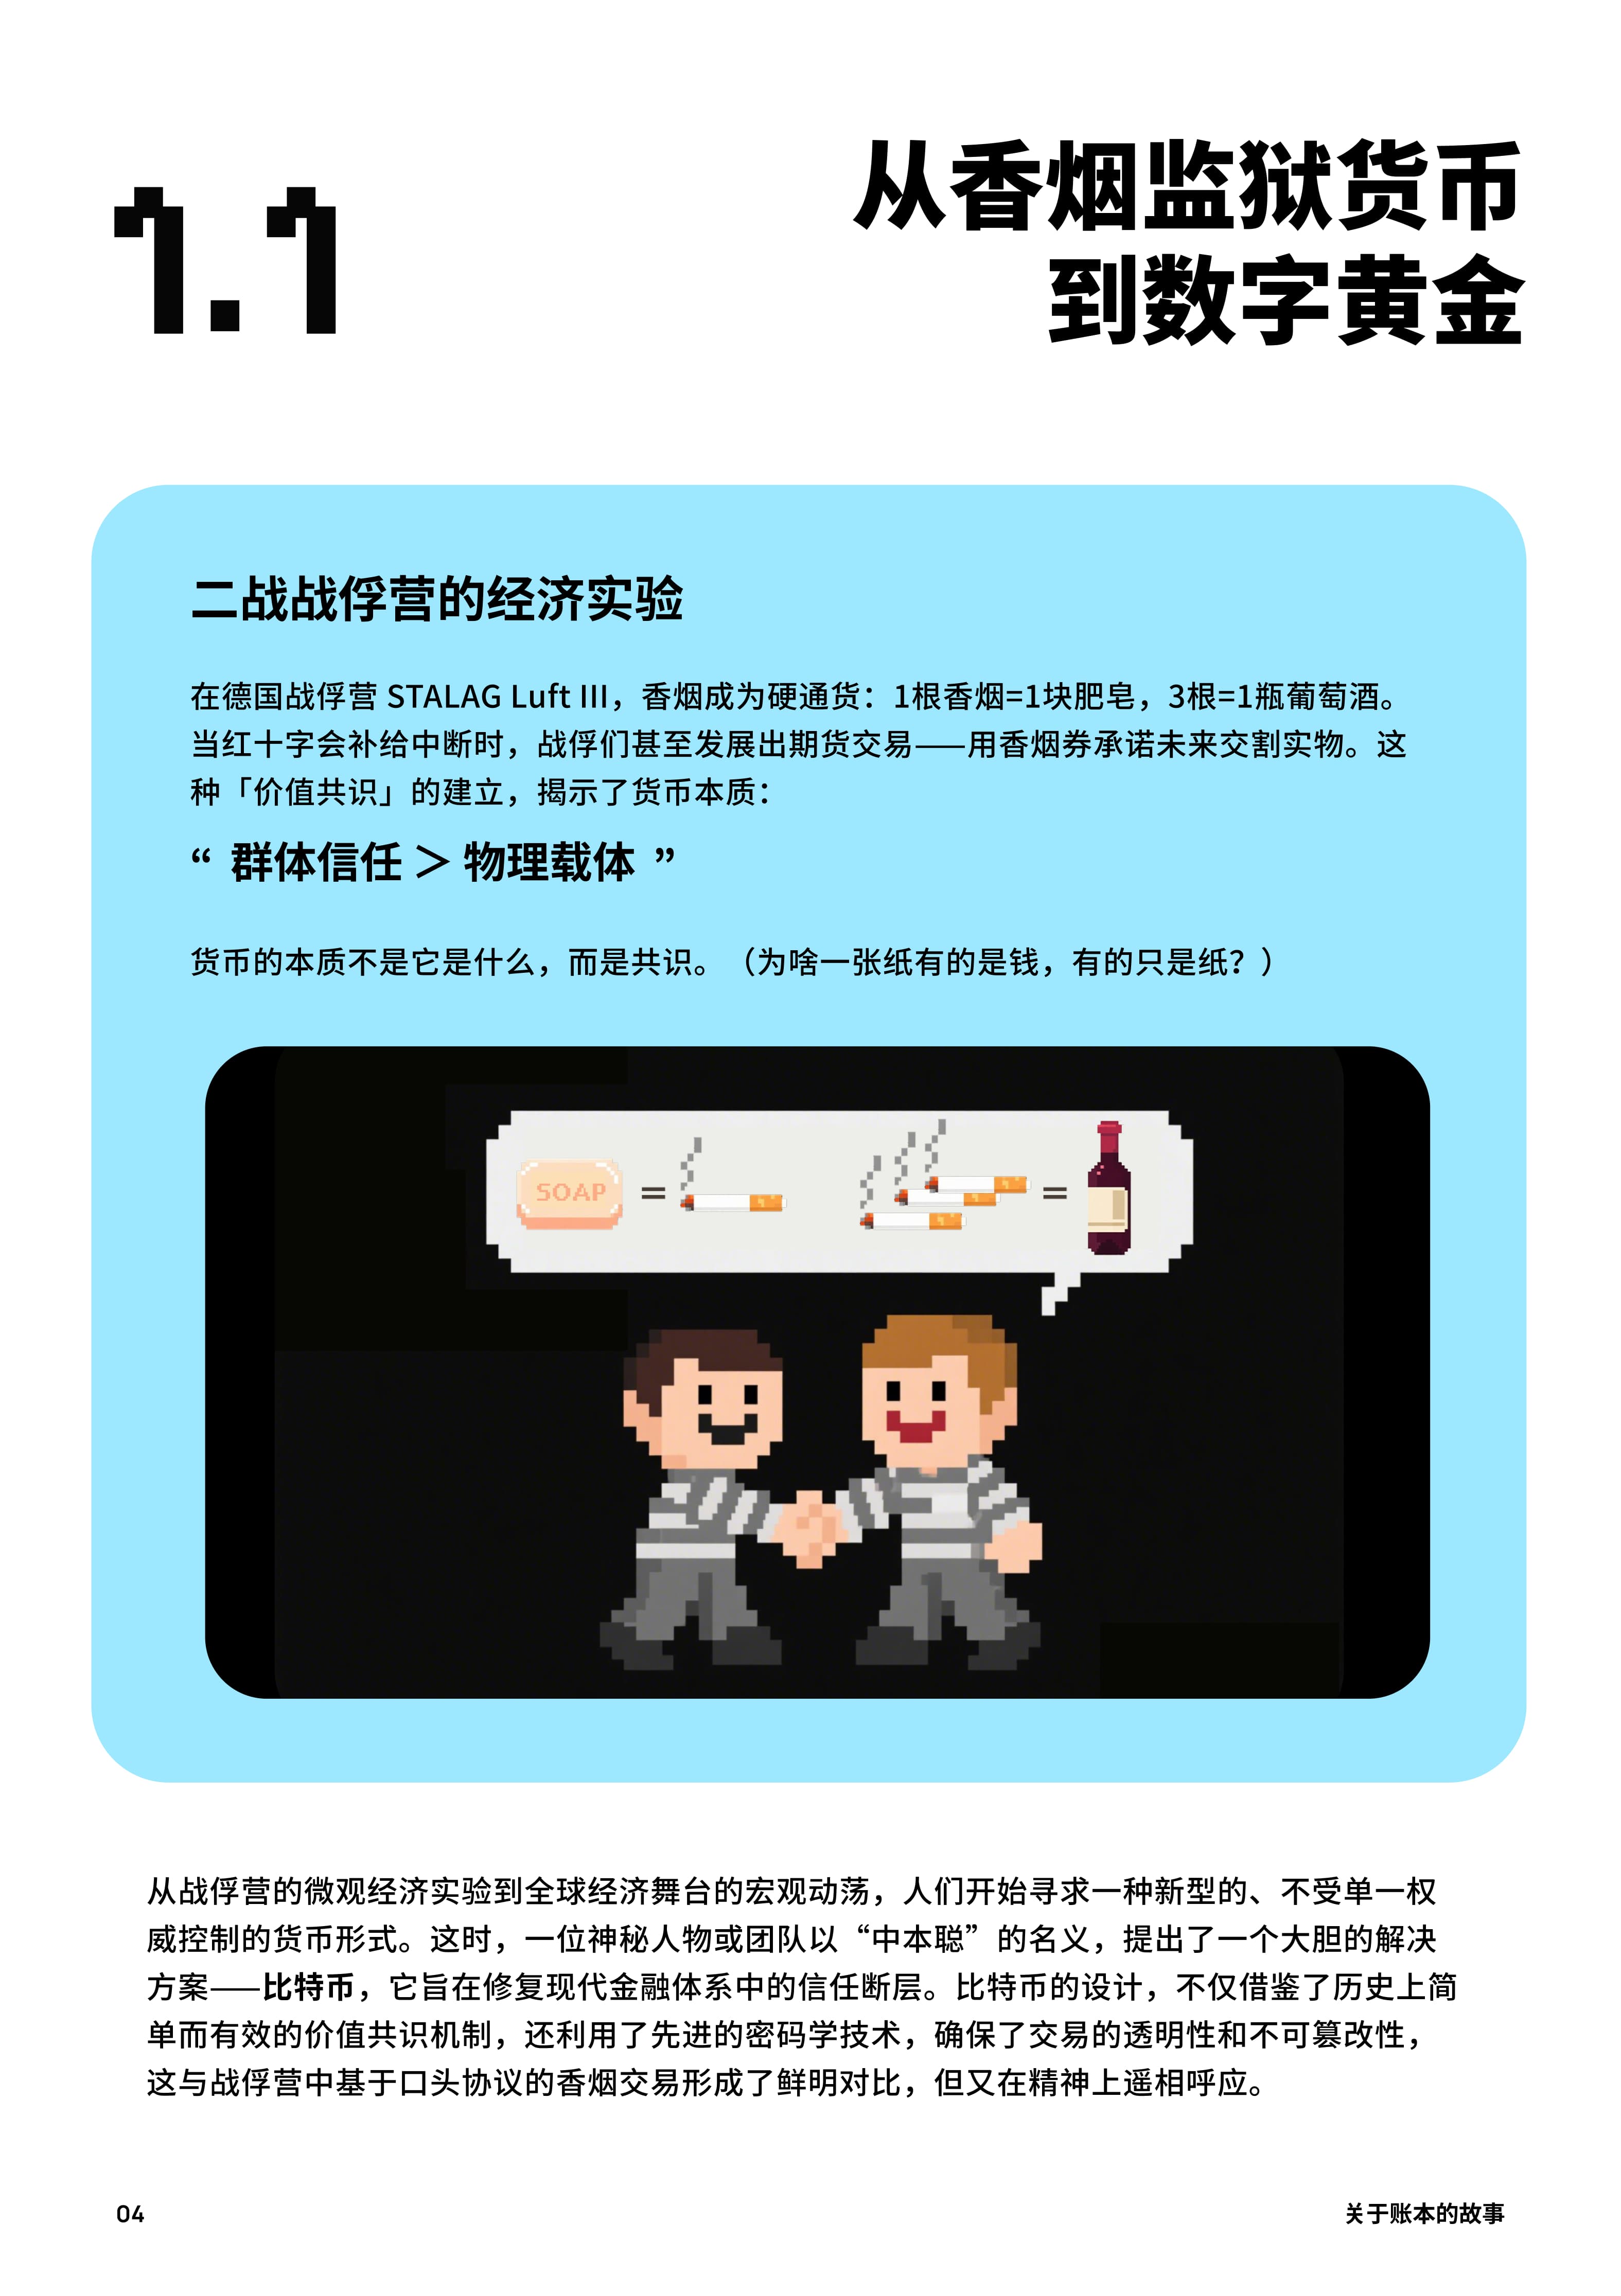 1.1
从香烟监狱货币
到数字黄金
二战战俘营的经济实验
在德国战俘营 STALAG Luft III，香烟成为硬通货：1根香烟=1块肥皂，3根=1瓶葡萄酒。
当红十字会补给中断时，战俘们甚至发展出期货交易——用香烟券承诺未来交割实物。这
种「价值共识」的建立，揭示了货币本质：
“ 群体信任 ＞ 物理载体 ”
货币的本质不是它是什么，而是共识。（为啥一张纸有的是钱，有的只是纸？）
SOAP = =
从战俘营的微观经济实验到全球经济舞台的宏观动荡，人们开始寻求一种新型的、不受单一权
威控制的货币形式。这时，一位神秘人物或团队以“中本聪”的名义，提出了一个大胆的解决
方案——比特币，它旨在修复现代金融体系中的信任断层。比特币的设计，不仅借鉴了历史上简
单而有效的价值共识机制，还利用了先进的密码学技术，确保了交易的透明性和不可篡改性，
这与战俘营中基于口头协议的香烟交易形成了鲜明对比，但又在精神上遥相呼应。
04
关于账本的故事